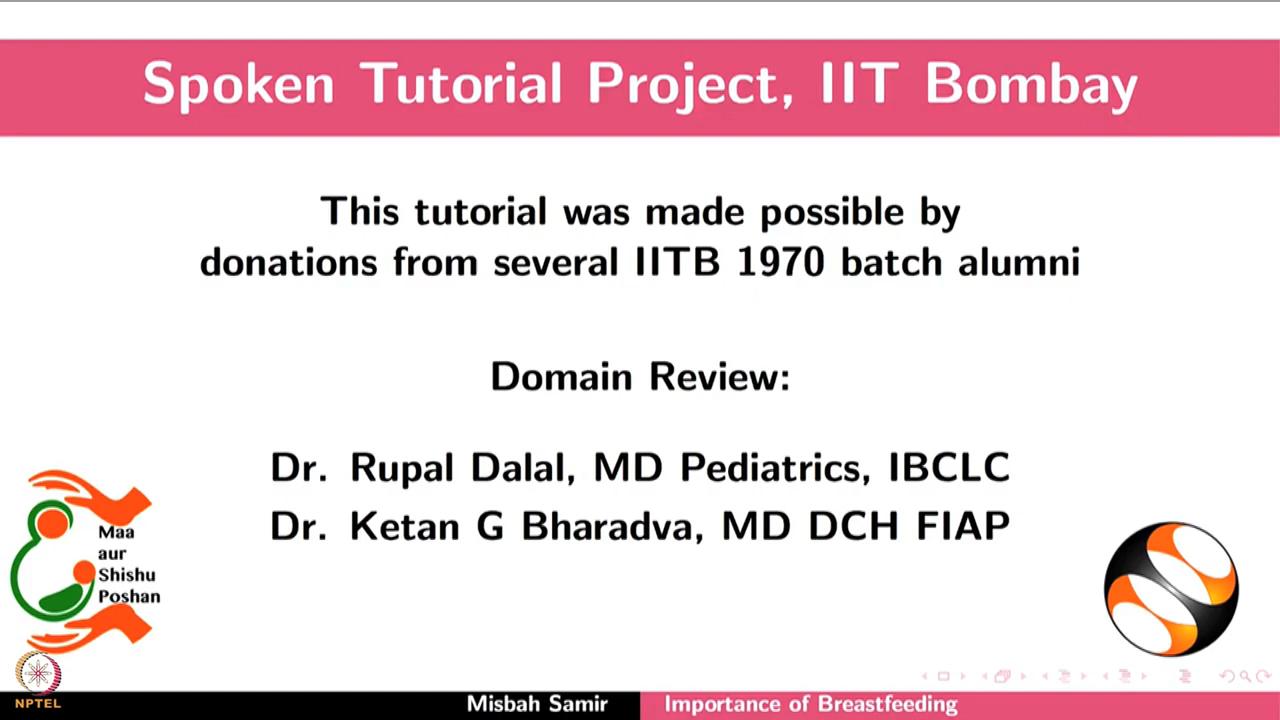 Spoken Tutorial Project, IIT Bombay
This tutorial was made possible by
donations from several IITB 1970 batch alumni
Domain Review:
Dr. Rupal Dalal, MD Pediatrics, IBCLC
Dr. Ketan G Bharadva, MD DCH FIAP
Maa
aur
Shishu
Poshan
NPTEL
Misbah Samir
Importance of Breastfeeding